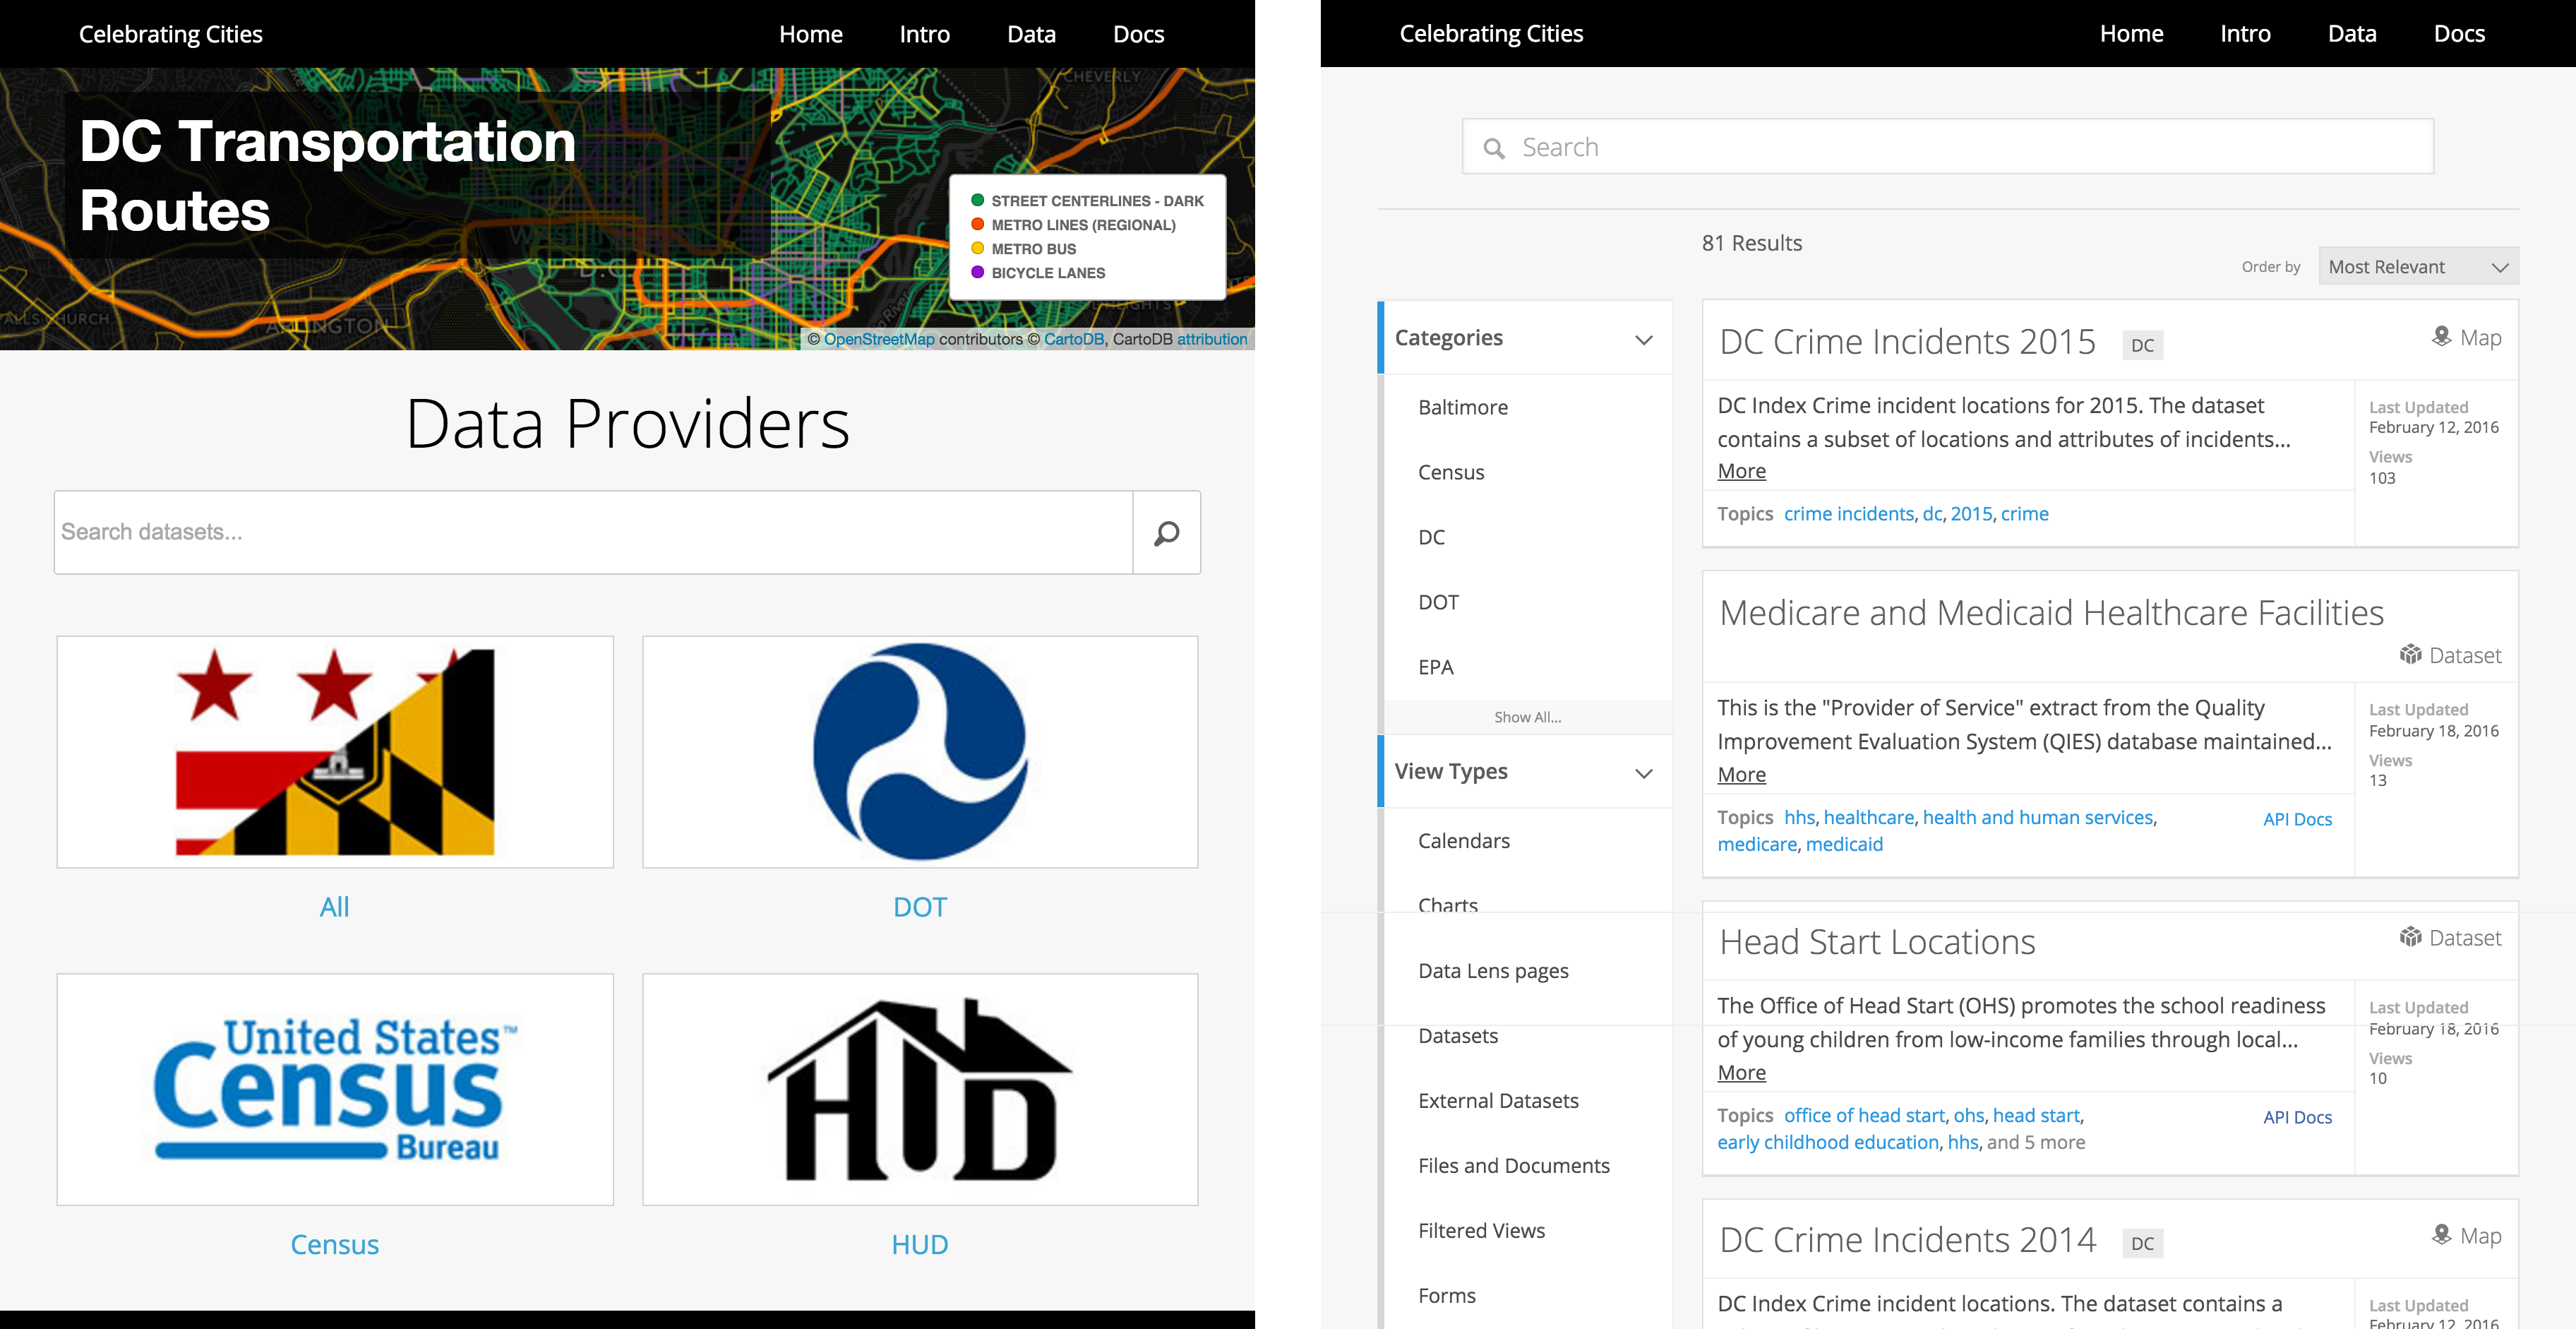 Celebrating Cities
Home Intro Data Docs
CHEVERLY
DC Transportation
Routes
STREET CENTERLINES - DARK
METRO LINES (REGIONAL)
METRO BUS
BICYCLE LANES
D.C.
ALLS CHURCH
ARLINGTON
HEIGHTS
© OpenStreetMap contributors © CartoDB, CartoDB attribution
Data Providers
Search datasets...
All
DOT
United States™
Census
Bureau
HUD
Census
HUD
Celebrating Cities
Home Intro Data Docs
Search
81 Results
Order by Most Relevant
Categories
Baltimore
Census
DC
DOT
EPA
Show All...
View Types
Calendars
Charts
Data Lens pages
Datasets
External Datasets
Files and Documents
Filtered Views
Forms
DC Crime Incidents 2015 DC Map
DC Index Crime incident locations for 2015. The dataset
contains a subset of locations and attributes of incidents...
More
Topics crime incidents, dc, 2015, crime
Last Updated
February 12, 2016
Views
103
Medicare and Medicaid Healthcare Facilities
Dataset
This is the "Provider of Service" extract from the Quality
Improvement Evaluation System (QIES) database maintained...
More
Topics hhs, healthcare, health and human services,
medicare, medicaid
API Docs
Last Updated
February 18, 2016
Views
13
Head Start Locations Dataset
The Office of Head Start (OHS) promotes the school readiness
of young children from low-income families through local...
More
Topics office of head start, ohs, head start,
early childhood education, hhs, and 5 more
API Docs
Last Updated
February 18, 2016
Views
10
DC Crime Incidents 2014 DC Map
DC Index Crime incident locations. The dataset contains a
Last Updated
February 12, 2016